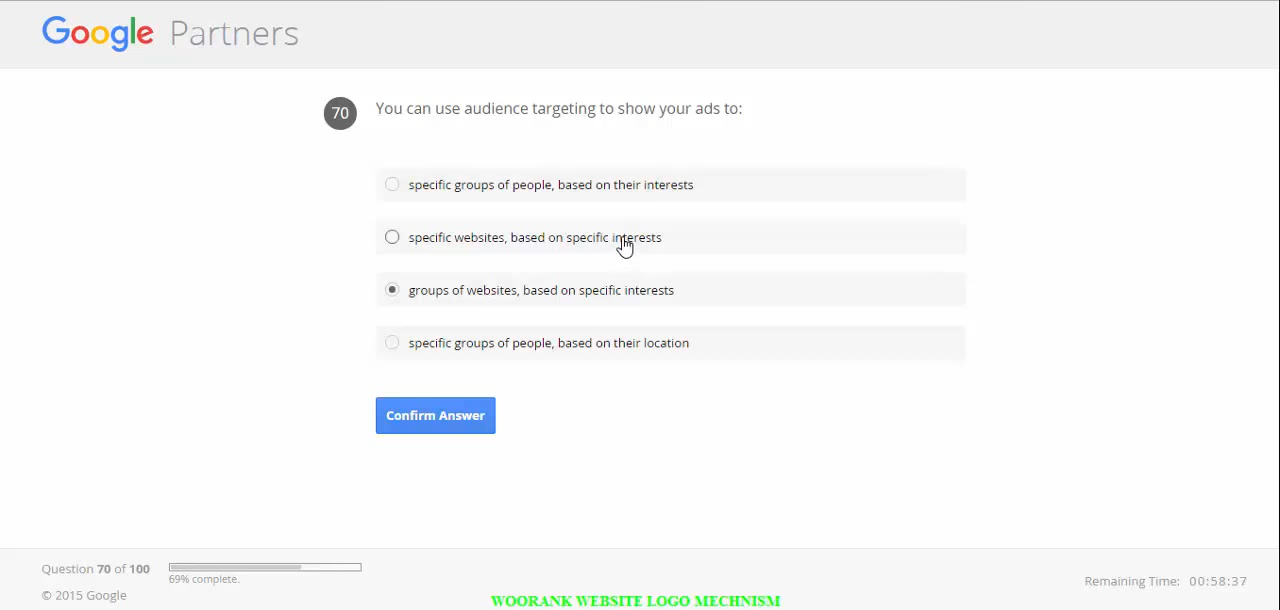 Google Partners
70 You can use audience targeting to show your ads to:
specific groups of people, based on their interests
specific websites, based on specific interests
groups of websites, based on specific interests
specific groups of people, based on their location
Confirm Answer
Question 70 of 100
69% complete.
© 2015 Google
Remaining Time: 00:58:37
WOORANK WEBSITE LOGO MECHNISM